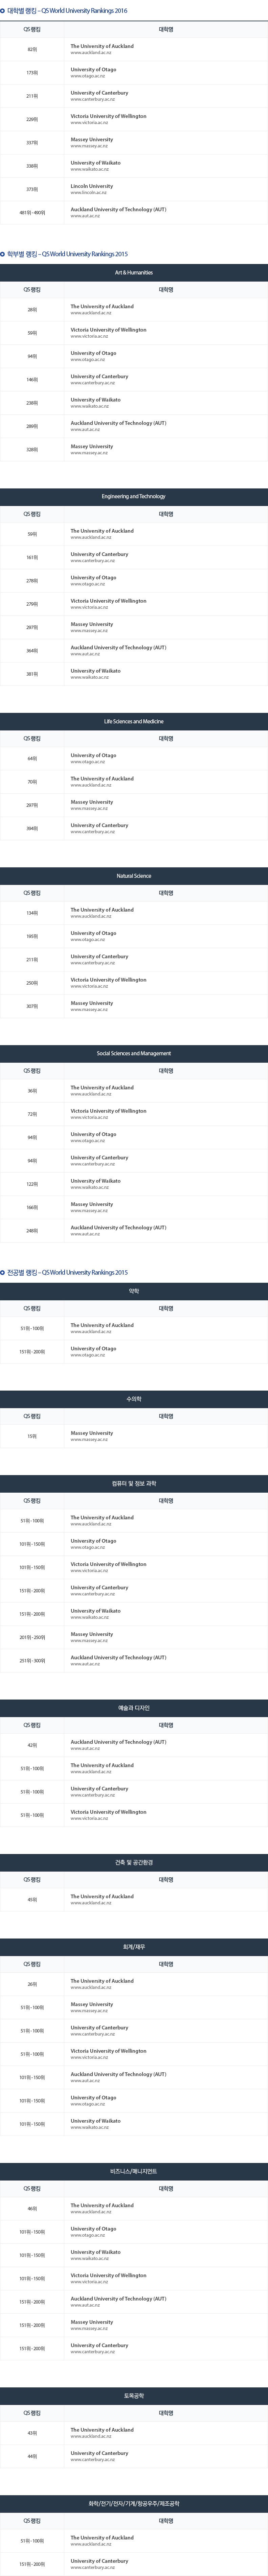 대학별 랭킹 – QS World University Rankings 2016
QS 랭킹 대학명
82위 The University of Auckland
www.auckland.ac.nz
173위 University of Otago
www.otago.ac.nz
211위 University of Canterbury
www.canterbury.ac.nz
229위 Victoria University of Wellington
www.victoria.ac.nz
337위 Massey University
www.massey.ac.nz
338위 University of Waikato
www.waikato.ac.nz
373위 Lincoln University
www.lincoln.ac.nz
481위 - 490위 Auckland University of Technology (AUT)
www.aut.ac.nz
학부별 랭킹 – QS World University Rankings 2015
Art & Humanities
QS 랭킹 대학명
28위 The University of Auckland
www.auckland.ac.nz
59위 Victoria University of Wellington
www.victoria.ac.nz
94위 University of Otago
www.otago.ac.nz
146위 University of Canterbury
www.canterbury.ac.nz
238위 University of Waikato
www.waikato.ac.nz
289위 Auckland University of Technology (AUT)
www.aut.ac.nz
328위 Massey University
www.massey.ac.nz
Engineering and Technology
QS 랭킹 대학명
59위 The University of Auckland
www.auckland.ac.nz
161위 University of Canterbury
www.canterbury.ac.nz
278위 University of Otago
www.otago.ac.nz
279위 Victoria University of Wellington
www.victoria.ac.nz
297위 Massey University
www.massey.ac.nz
364위 Auckland University of Technology (AUT)
www.aut.ac.nz
381위 University of Waikato
www.waikato.ac.nz
Life Sciences and Medicine
QS 랭킹 대학명
64위 University of Otago
www.otago.ac.nz
70위 The University of Auckland
www.auckland.ac.nz
297위 Massey University
www.massey.ac.nz
394위 University of Canterbury
www.canterbury.ac.nz
Natural Science
QS 랭킹 대학명
134위 The University of Auckland
www.auckland.ac.nz
195위 University of Otago
www.otago.ac.nz
211위 University of Canterbury
www.canterbury.ac.nz
250위 Victoria University of Wellington
www.victoria.ac.nz
307위 Massey University
www.massey.ac.nz
Social Sciences and Management
QS 랭킹 대학명
36위 The University of Auckland
www.auckland.ac.nz
72위 Victoria University of Wellington
www.victoria.ac.nz
94위 University of Otago
www.otago.ac.nz
94위 University of Canterbury
www.canterbury.ac.nz
122위 University of Waikato
www.waikato.ac.nz
166위 Massey University
www.massey.ac.nz
248위 Auckland University of Technology (AUT)
www.aut.ac.nz
전공별 랭킹 – QS World University Rankings 2015
약학
QS 랭킹 대학명
51위 - 100위 The University of Auckland
www.auckland.ac.nz
151위 - 200위 University of Otago
www.otago.ac.nz
수의학
QS 랭킹 대학명
15위 Massey University
www.massey.ac.nz
컴퓨터 및 정보 과학
QS 랭킹 대학명
51위 - 100위 The University of Auckland
www.auckland.ac.nz
101위 - 150위 University of Otago
www.otago.ac.nz
101위 - 150위 Victoria University of Wellington
www.victoria.ac.nz
151위 - 200위 University of Canterbury
www.canterbury.ac.nz
151위 - 200위 University of Waikato
www.waikato.ac.nz
201위 - 250위 Massey University
www.massey.ac.nz
251위 - 300위 Auckland University of Technology (AUT)
www.aut.ac.nz
예술과 디자인
QS 랭킹 대학명
42위 Auckland University of Technology (AUT)
www.aut.ac.nz
51위 - 100위 The University of Auckland
www.auckland.ac.nz
51위 - 100위 University of Canterbury
www.canterbury.ac.nz
51위 - 100위 Victoria University of Wellington
www.victoria.ac.nz
건축 및 공간환경
QS 랭킹 대학명
45위 The University of Auckland
www.auckland.ac.nz
회계/재무
QS 랭킹 대학명
26위 The University of Auckland
www.auckland.ac.nz
51위 - 100위 Massey University
www.massey.ac.nz
51위 - 100위 University of Canterbury
www.canterbury.ac.nz
51위 - 100위 Victoria University of Wellington
www.victoria.ac.nz
101위 - 150위 Auckland University of Technology (AUT)
www.aut.ac.nz
101위 - 150위 University of Otago
www.otago.ac.nz
101위 - 150위 University of Waikato
www.waikato.ac.nz
비즈니스/매니지먼트
QS 랭킹 대학명
46위 The University of Auckland
www.auckland.ac.nz
101위 - 150위 University of Otago
www.otago.ac.nz
101위 - 150위 University of Waikato
www.waikato.ac.nz
101위 - 150위 Victoria University of Wellington
www.victoria.ac.nz
151위 - 200위 Auckland University of Technology (AUT)
www.aut.ac.nz
151위 - 200위 Massey University
www.massey.ac.nz
151위 - 200위 University of Canterbury
www.canterbury.ac.nz
토목공학
QS 랭킹 대학명
43위 The University of Auckland
www.auckland.ac.nz
44위 University of Canterbury
www.canterbury.ac.nz
화학/전기/전자/기계/항공우주/제조공학
QS 랭킹 대학명
51위 - 100위 The University of Auckland
www.auckland.ac.nz
151위 - 200위 University of Canterbury
www.canterbury.ac.nz